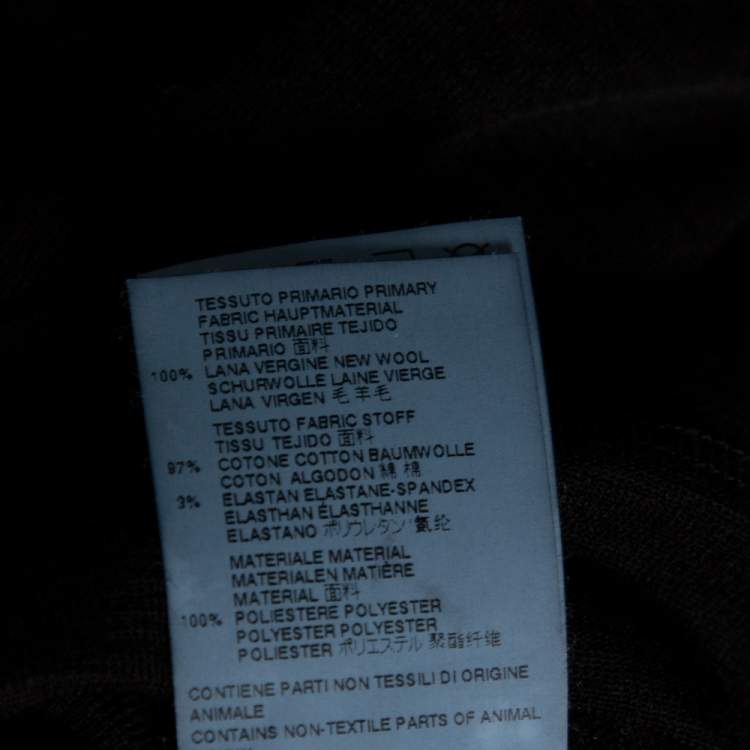 TESSUTO PRIMARIO PRIMARY
FABRIC HAUPTMATERIAL
TISSU PRIMAIRE TEJIDO
PRIMARIO 面料
100% LANA VERGINE NEW WOOL
SCHURWOLLE LAINE VIERGE
LANA VIRGEN 毛 羊毛
TESSUTO FABRIC STOFF
TISSU TEJIDO 面料
97% COTONE COTTON BAUMWOLLE
COTON ALGODON 綿 棉
3% ELASTAN ELASTANE-SPANDEX
ELASTHAN ÉLASTHANNE
ELASTANO ポリウレタン 氨纶
MATERIALE MATERIAL
MATERIALEN MATIÈRE
MATERIAL 面料
100% POLIESTERE POLYESTER
POLYESTER POLYESTER
POLIESTER ポリエステル 聚酯纤维
CONTIENE PARTI NON TESSILI DI ORIGINE
ANIMALE
CONTAINS NON-TEXTILE PARTS OF ANIMAL